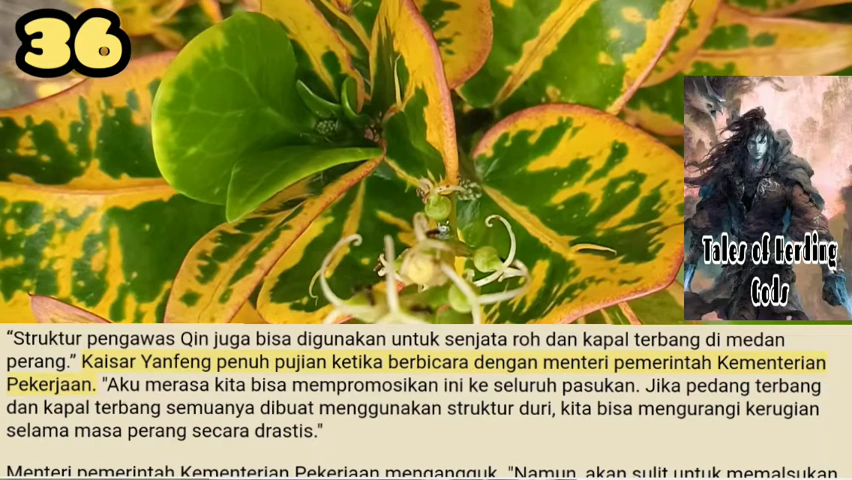 36
Tales of Herding
Gods
“Struktur pengawas Qin juga bisa digunakan untuk senjata roh dan kapal terbang di medan
perang.” Kaisar Yanfeng penuh pujian ketika berbicara dengan menteri pemerintah Kementerian
Pekerjaan. "Aku merasa kita bisa mempromosikan ini ke seluruh pasukan. Jika pedang terbang
dan kapal terbang semuanya dibuat menggunakan struktur duri, kita bisa mengurangi kerugian
selama masa perang secara drastis."
Menteri pemerintah Kementerian Pekerjaan mengangguk. "Namun, akan sulit untuk memalsukan